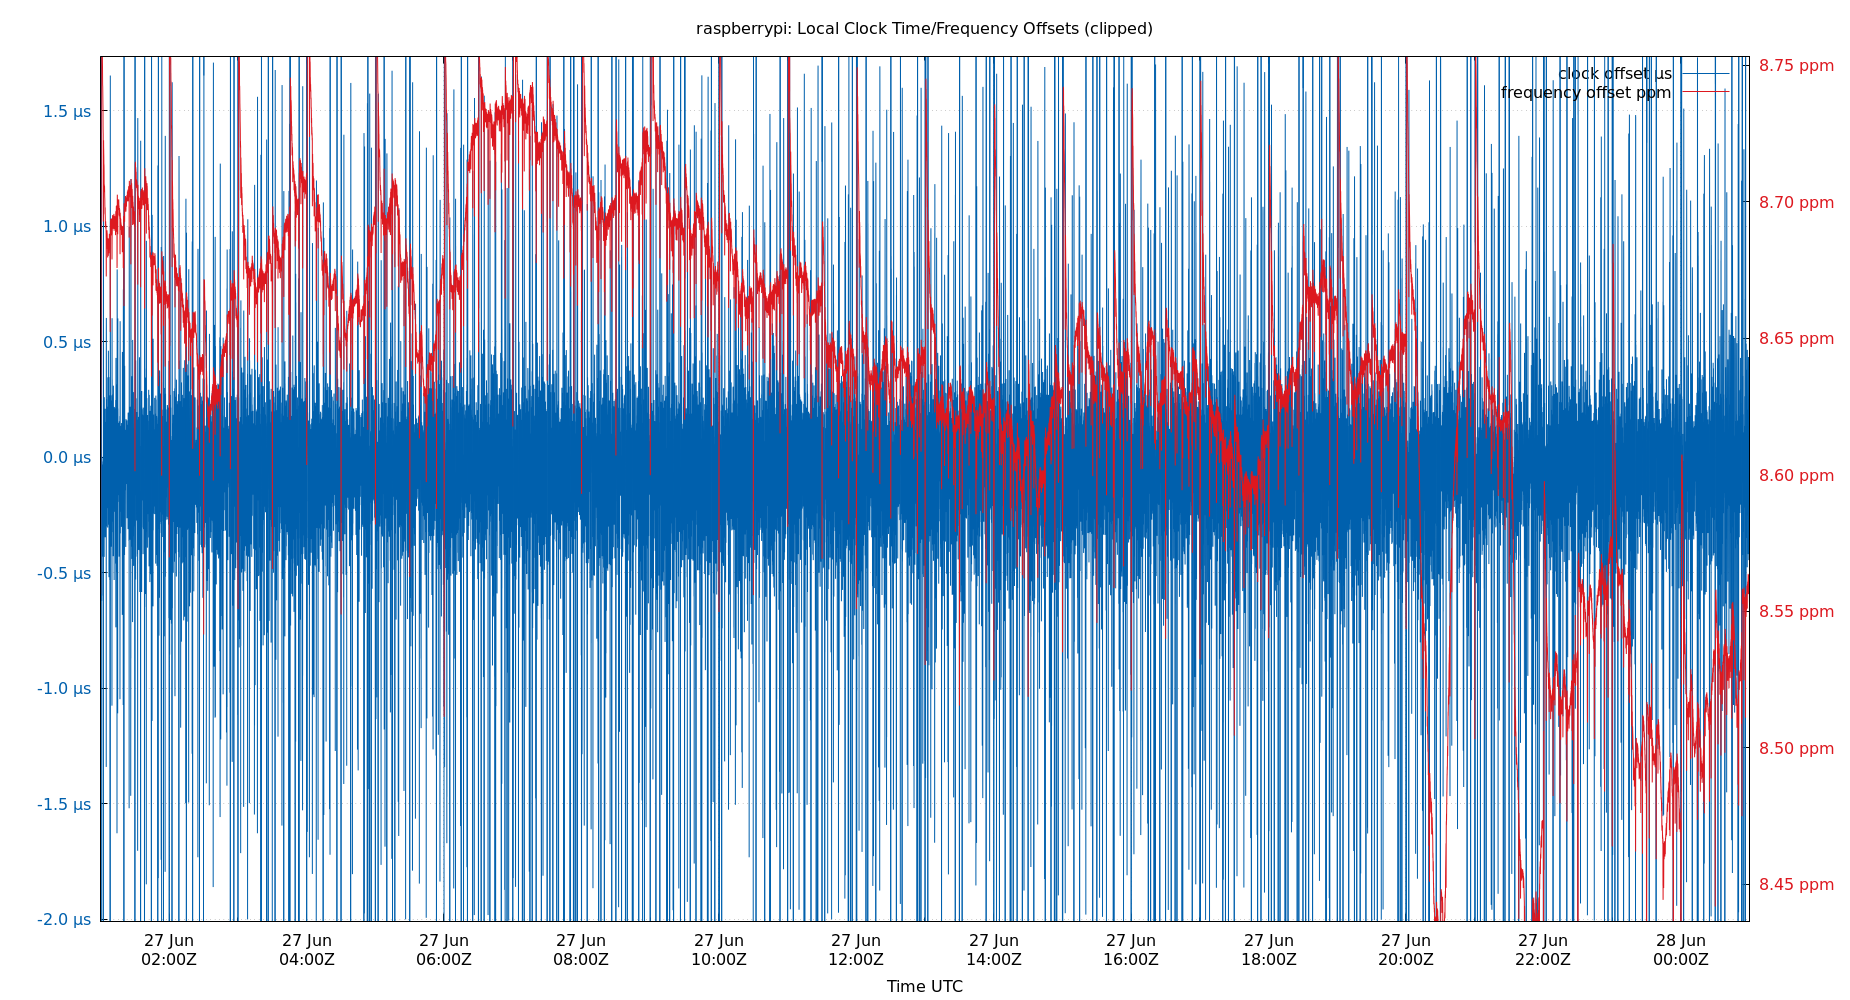 raspberrypi: Local Clock Time/Frequency Offsets (clipped)
clock offset µs
frequency offset ppm
1.5 µs
1.0 µs
0.5 µs
0.0 µs
-0.5 µs
-1.0 µs
-1.5 µs
-2.0 µs
8.75 ppm
8.70 ppm
8.65 ppm
8.60 ppm
8.55 ppm
8.50 ppm
8.45 ppm
27 Jun 27 Jun 27 Jun 27 Jun 27 Jun 27 Jun 27 Jun 27 Jun 27 Jun 27 Jun 27 Jun 28 Jun
02:00Z 04:00Z 06:00Z 08:00Z 10:00Z 12:00Z 14:00Z 16:00Z 18:00Z 20:00Z 22:00Z 00:00Z
Time UTC